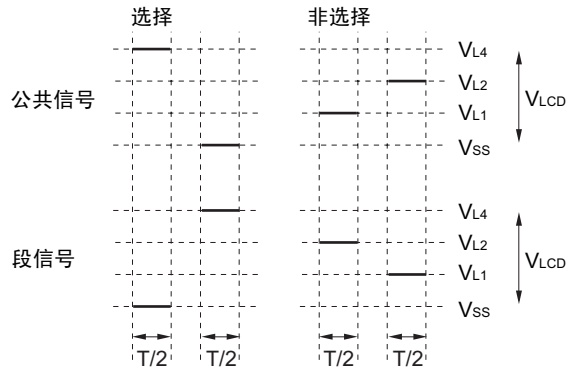 选择 非选择
VL4
VL2
公共信号 VLCD
VL1
VSS
VL4
VL2
段信号 VLCD
VL1
VSS
T/2 T/2 T/2 T/2